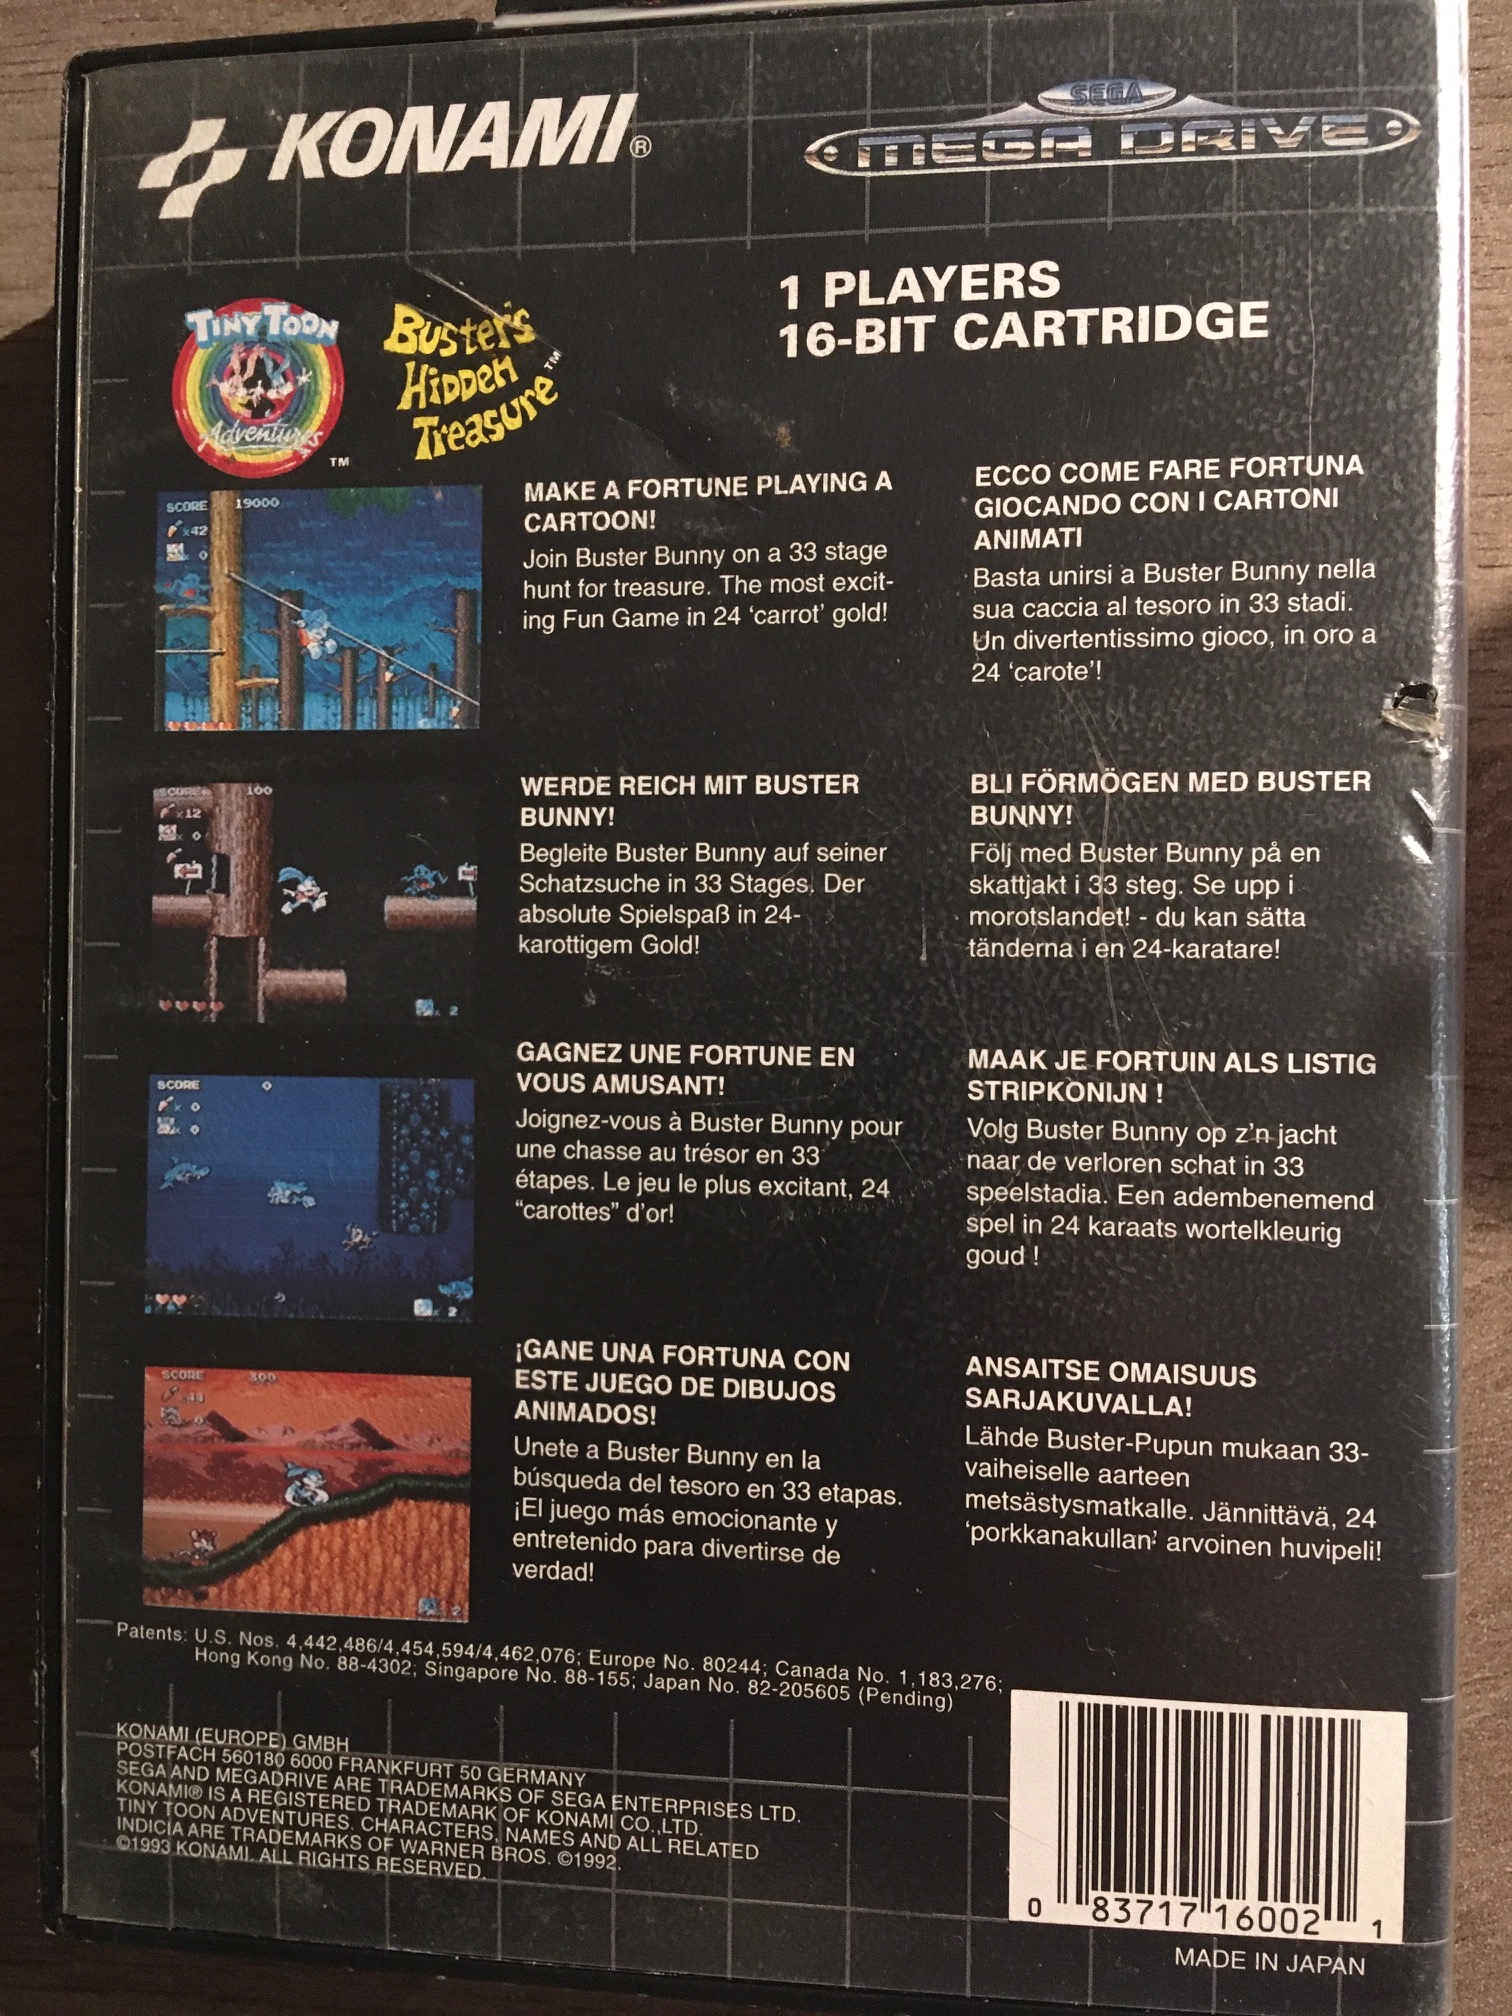 KONAMI®
SEGA
MEGA DRIVE
TINY TOON
Adventures
TM
Buster's
Hidden
Treasure™
1 PLAYERS
16-BIT CARTRIDGE
SCORE 19000
x42
0
MAKE A FORTUNE PLAYING A
CARTOON!
Join Buster Bunny on a 33 stage
hunt for treasure. The most excit-
ing Fun Game in 24 ‘carrot’ gold!
ECCO COME FARE FORTUNA
GIOCANDO CON I CARTONI
ANIMATI
Basta unirsi a Buster Bunny nella
sua caccia al tesoro in 33 stadi.
Un divertentissimo gioco, in oro a
24 ‘carote’!
SCORE 100
x12
0
x 2
WERDE REICH MIT BUSTER
BUNNY!
Begleite Buster Bunny auf seiner
Schatzsuche in 33 Stages. Der
absolute Spielspaß in 24-
karottigem Gold!
BLI FÖRMÖGEN MED BUSTER
BUNNY!
Följ med Buster Bunny på en
skattjakt i 33 steg. Se upp i
morotslandet! - du kan sätta
tänderna i en 24-karatare!
SCORE 0
x 0
x 0
x 2
GAGNEZ UNE FORTUNE EN
VOUS AMUSANT!
Joignez-vous à Buster Bunny pour
une chasse au trésor en 33
étapes. Le jeu le plus excitant, 24
“carottes” d’or!
MAAK JE FORTUIN ALS LISTIG
STRIPKONIJN !
Volg Buster Bunny op z’n jacht
naar de verloren schat in 33
speelstadia. Een adembenemend
spel in 24 karaats wortelkleurig
goud !
SCORE 300
x 2
¡GANE UNA FORTUNA CON
ESTE JUEGO DE DIBUJOS
ANIMADOS!
Unete a Buster Bunny en la
búsqueda del tesoro en 33 etapas.
¡El juego más emocionante y
entretenido para divertirse de
verdad!
ANSAITSE OMAISUUS
SARJAKUVALLA!
Lähde Buster-Pupun mukaan 33-
vaiheiselle aarteen
metsästysmatkalle. Jännittävä, 24
‘porkkanakullan’ arvoinen huvipeli!
Patents: U.S. Nos. 4,442,486/4,454,594/4,462,076; Europe No. 80244; Canada No. 1,183,276;
Hong Kong No. 88-4302; Singapore No. 88-155; Japan No. 82-205605 (Pending)
KONAMI (EUROPE) GMBH
POSTFACH 560180 6000 FRANKFURT 50 GERMANY
SEGA AND MEGADRIVE ARE TRADEMARKS OF SEGA ENTERPRISES LTD.
KONAMI® IS A REGISTERED TRADEMARK OF KONAMI CO.,LTD.
TINY TOON ADVENTURES. CHARACTERS, NAMES AND ALL RELATED
INDICIA ARE TRADEMARKS OF WARNER BROS. ©1992.
©1993 KONAMI. ALL RIGHTS RESERVED.
0 83717 16002 1
MADE IN JAPAN